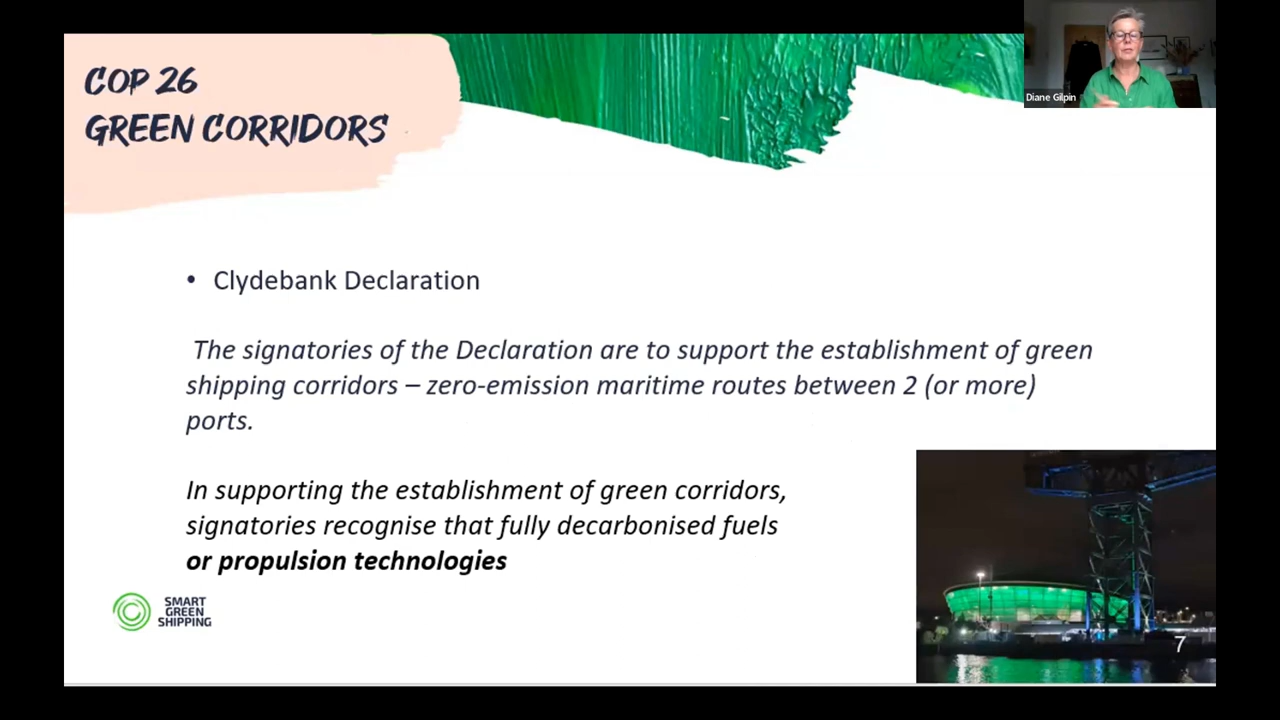 COP 26
GREEN CORRIDORS
Diane Gilpin
• Clydebank Declaration
The signatories of the Declaration are to support the establishment of green
shipping corridors – zero-emission maritime routes between 2 (or more)
ports.
In supporting the establishment of green corridors,
signatories recognise that fully decarbonised fuels
or propulsion technologies
SMART
GREEN
SHIPPING
7